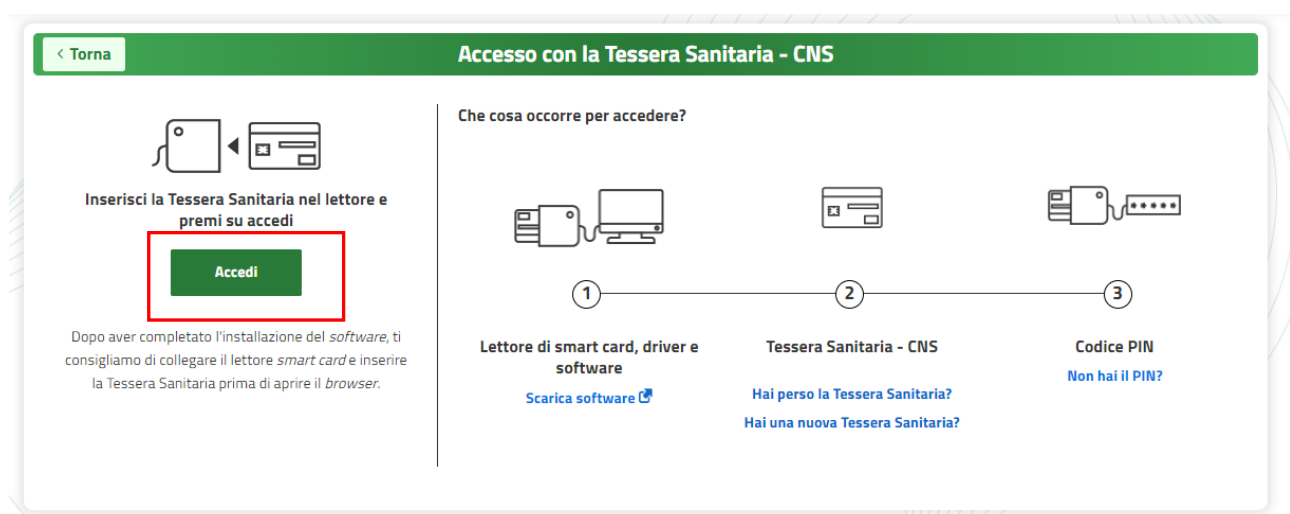 < Torna
Accesso con la Tessera Sanitaria - CNS
Inserisci la Tessera Sanitaria nel lettore e
premi su accedi
Accedi
Dopo aver completato l'installazione del software, ti
consigliamo di collegare il lettore smart card e inserire
la Tessera Sanitaria prima di aprire il browser.
Che cosa occorre per accedere?
*****
1
2
3
Lettore di smart card, driver e
software
Scarica software
Tessera Sanitaria - CNS
Hai perso la Tessera Sanitaria?
Hai una nuova Tessera Sanitaria?
Codice PIN
Non hai il PIN?